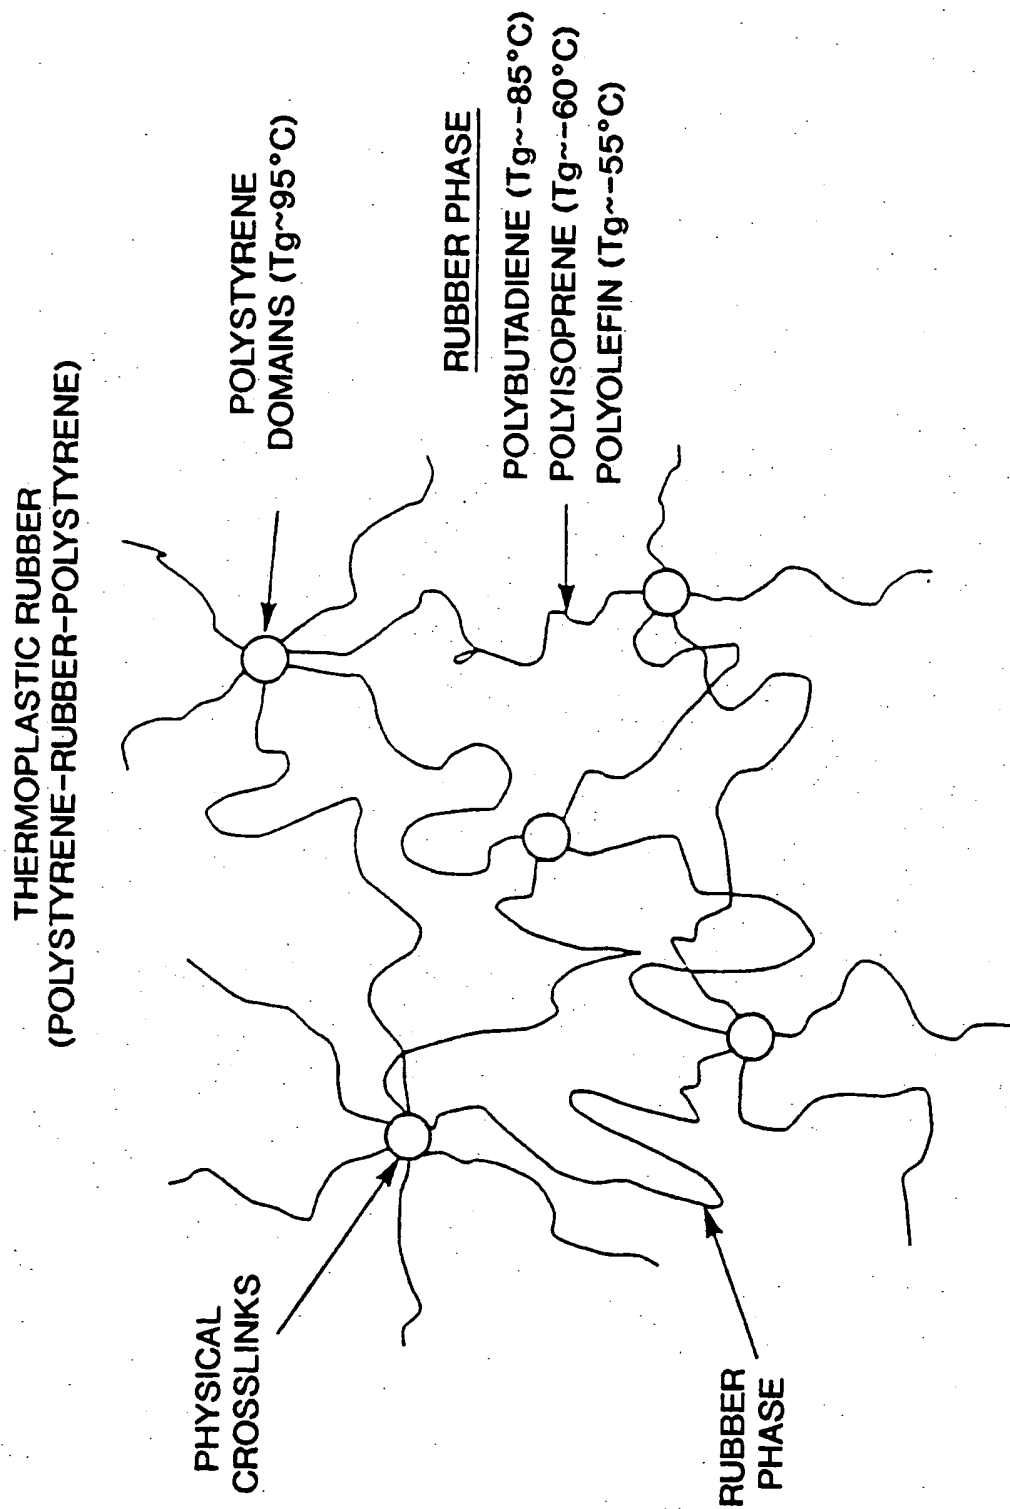 THERMOPLASTIC RUBBER
(POLYSTYRENE-RUBBER-POLYSTYRENE)
PHYSICAL
CROSSLINKS
POLYSTYRENE
DOMAINS (Tg~95°C)
RUBBER PHASE
POLYBUTADIENE (Tg~-85°C)
POLYISOPRENE (Tg~-60°C)
POLYOLEFIN (Tg~-55°C)
RUBBER
PHASE